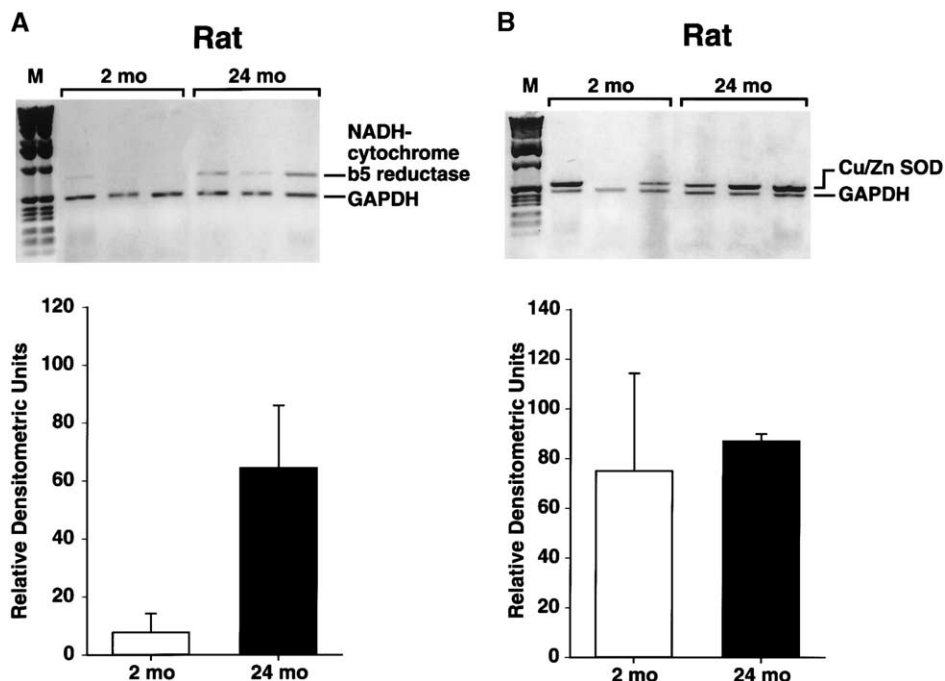 A
Rat
M
2 mo
24 mo
NADH-
cytochrome
b5 reductase
GAPDH
120
100
80
60
40
20
0
Relative Densitometric Units
2 mo
24 mo
B
Rat
M
2 mo
24 mo
Cu/Zn SOD
GAPDH
140
120
100
80
60
40
20
0
Relative Densitometric Units
2 mo
24 mo